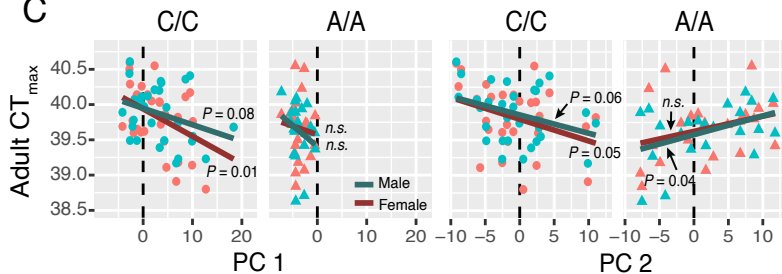 C
C/C
A/A
C/C
A/A
Adult CTmax
40.5
40.0
39.5
39.0
38.5
P = 0.08
P = 0.01
n.s.
n.s.
Male
Female
P = 0.06
P = 0.05
n.s.
P = 0.04
0
10
20
−20
−10
0
−10
−5
0
5
10
−10
−5
0
5
10
PC 1
PC 2